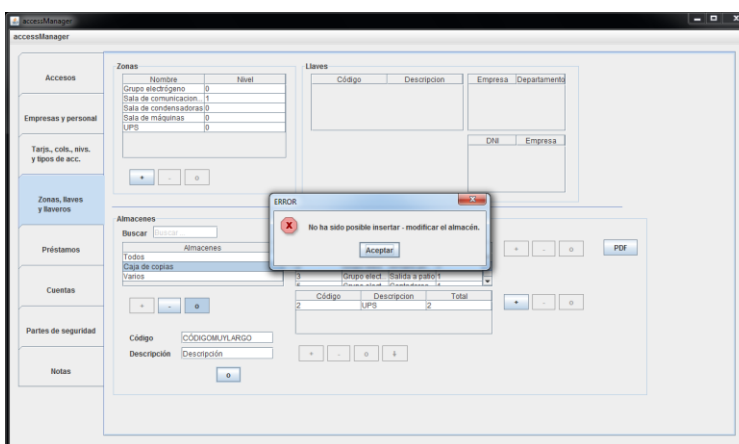 accessManager
accessManager
Accesos
Empresas y personal
Tarjs., cols., nivs.
y tipos de acc.
Zonas, llaves
y llaveros
Préstamos
Cuentas
Partes de seguridad
Notas
Zonas
Nombre Nivel
Grupo electrógeno 0
Sala de comunicacion... 1
Sala de condensadoras 0
Sala de máquinas 0
UPS 0
+ - o
Llaves
Código Descripcion
Empresa Departamento
DNI Empresa
ERROR
No ha sido posible insertar - modificar el almacén.
Aceptar
Almacenes
Buscar Buscar...
Almacenes
Todos
Caja de copias
Varios
+ - o
Código CÓDIGOMUYLARGO
Descripción Descripción
o
3 Grupo elect... Salida a patio 1
Código Descripcion Total
2 UPS 2
+ - o
+ - o PDF
+ - o